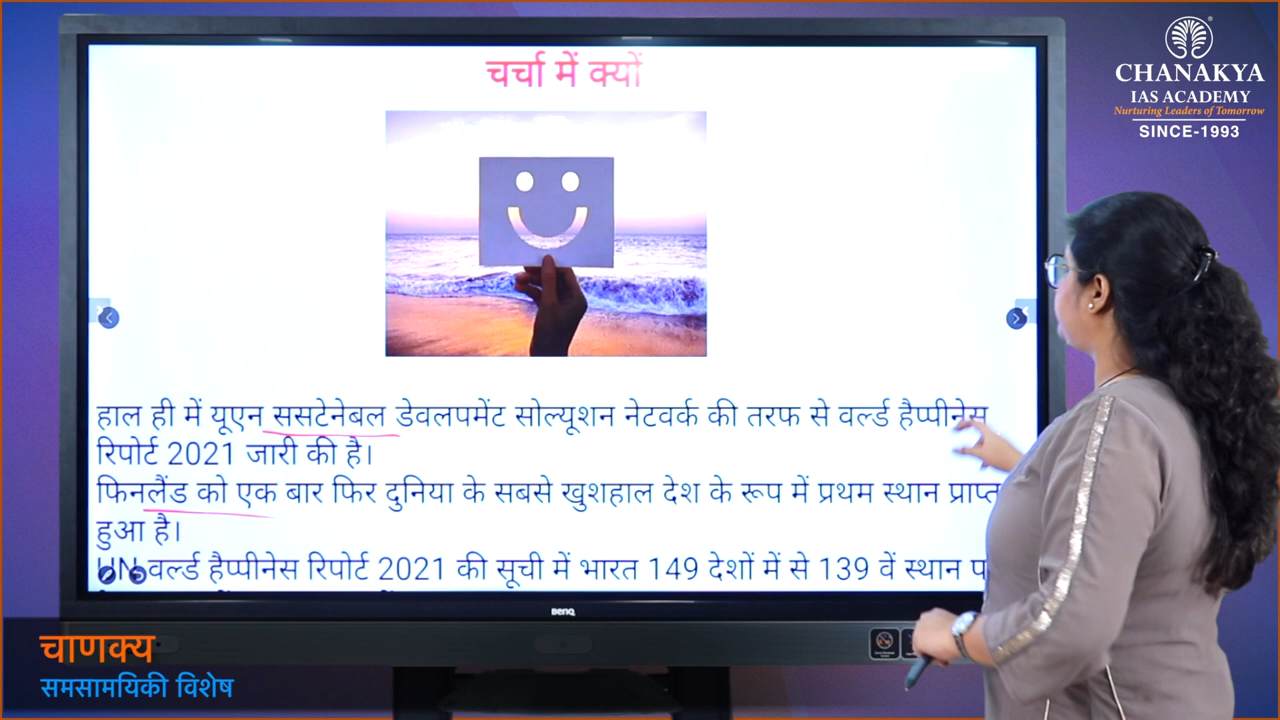 चर्चा में क्यों
CHANAKYA
IAS ACADEMY
Nurturing Leaders of Tomorrow
SINCE-1993
हाल ही में यूएन ससटेनेबल डेवलपमेंट सोल्यूशन नेटवर्क की तरफ से वर्ल्ड हैप्पीनेस
रिपोर्ट 2021 जारी की है।
फिनलैंड को एक बार फिर दुनिया के सबसे खुशहाल देश के रूप में प्रथम स्थान प्राप्त
हुआ है।
UN वर्ल्ड हैप्पीनेस रिपोर्ट 2021 की सूची में भारत 149 देशों में से 139 वें स्थान
BenQ
चाणक्य
समसामयिकी विशेष